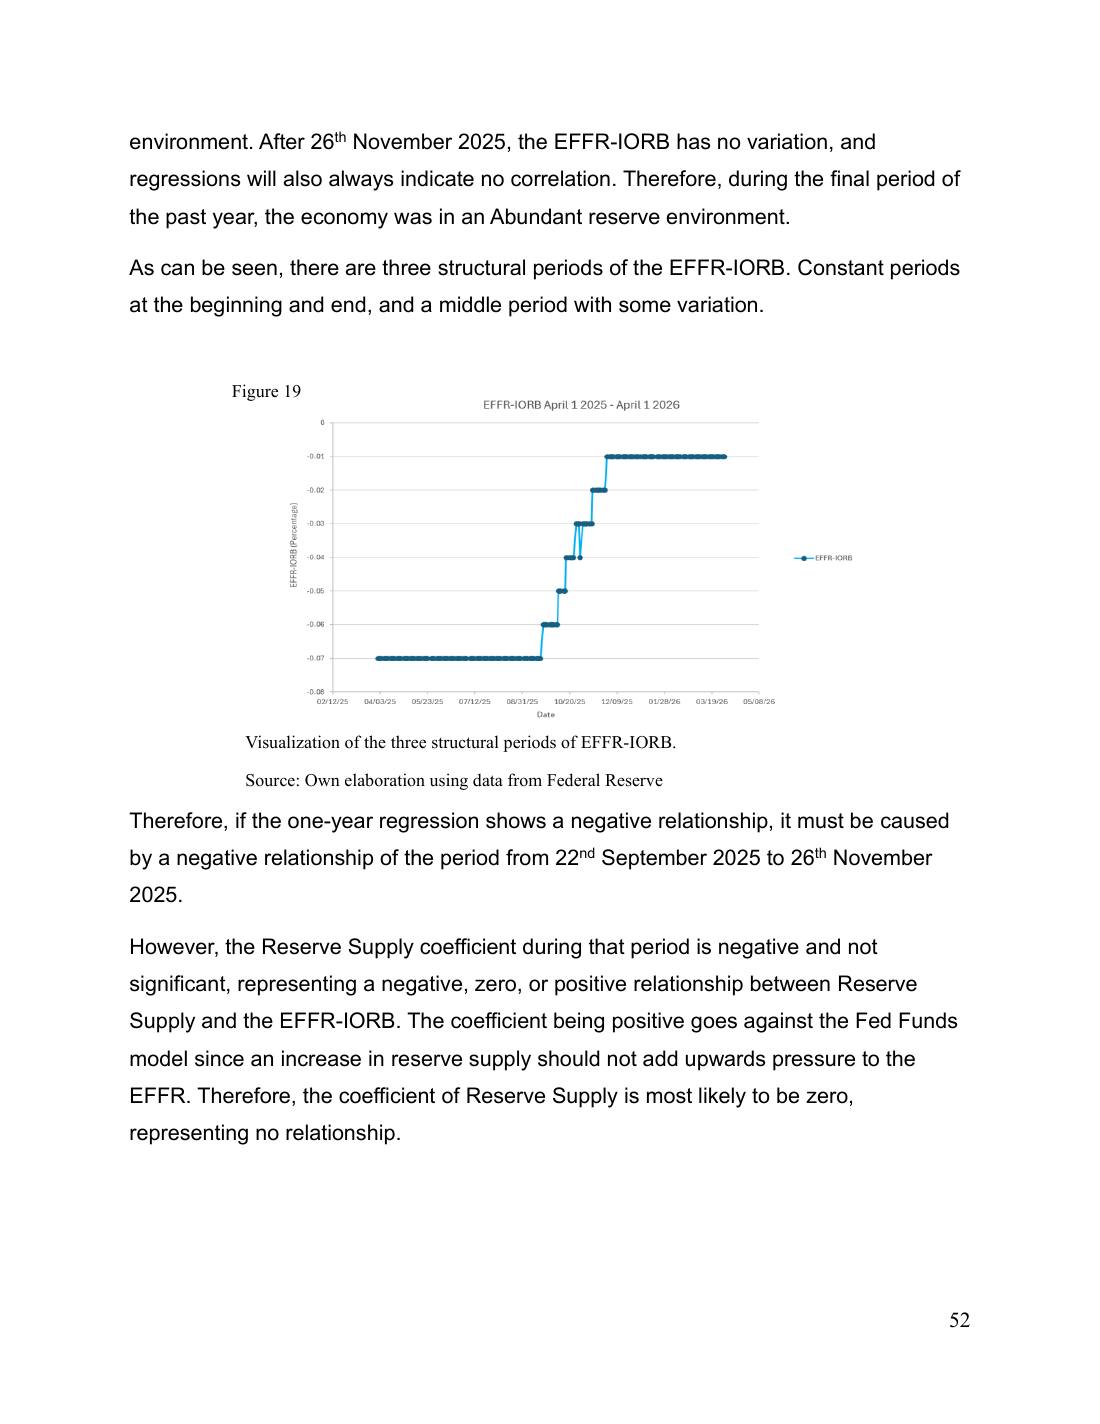 environment. After 26th November 2025, the EFFR-IORB has no variation, and
regressions will also always indicate no correlation. Therefore, during the final period of
the past year, the economy was in an Abundant reserve environment.
As can be seen, there are three structural periods of the EFFR-IORB. Constant periods
at the beginning and end, and a middle period with some variation.
Figure 19
EFFR-IORB April 1 2025 - April 1 2026
0
-0.01
-0.02
-0.03
-0.04
-0.05
-0.06
-0.07
-0.08
EFFR-IORB (Percentage)
02/12/25 04/03/25 05/23/25 07/12/25 08/31/25 10/20/25 12/09/25 01/28/26 03/19/26 05/08/26
Date
EFFR-IORB
Visualization of the three structural periods of EFFR-IORB.
Source: Own elaboration using data from Federal Reserve
Therefore, if the one-year regression shows a negative relationship, it must be caused
by a negative relationship of the period from 22nd September 2025 to 26th November
2025.
However, the Reserve Supply coefficient during that period is negative and not
significant, representing a negative, zero, or positive relationship between Reserve
Supply and the EFFR-IORB. The coefficient being positive goes against the Fed Funds
model since an increase in reserve supply should not add upwards pressure to the
EFFR. Therefore, the coefficient of Reserve Supply is most likely to be zero,
representing no relationship.
52